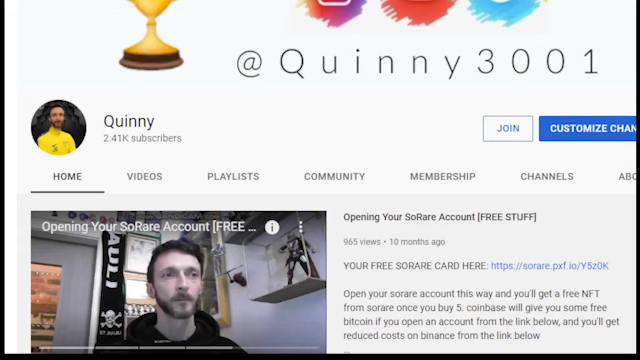 @Quinny3001
Quinny
2.41K subscribers
JOIN
CUSTOMIZE CHAN
HOME
VIDEOS
PLAYLISTS
COMMUNITY
MEMBERSHIP
CHANNELS
ABO
Opening Your SoRare Account [FREE ...
AULI
Opening Your SoRare Account [FREE STUFF]
965 views • 10 months ago
YOUR FREE SORARE CARD HERE: https://sorare.pxf.io/Y5z0K
Open your sorare account this way and you'll get a free NFT
from sorare once you buy 5. coinbase will give you some free
bitcoin if you open an account from the link below, and you'll get
reduced costs on binance from the link below